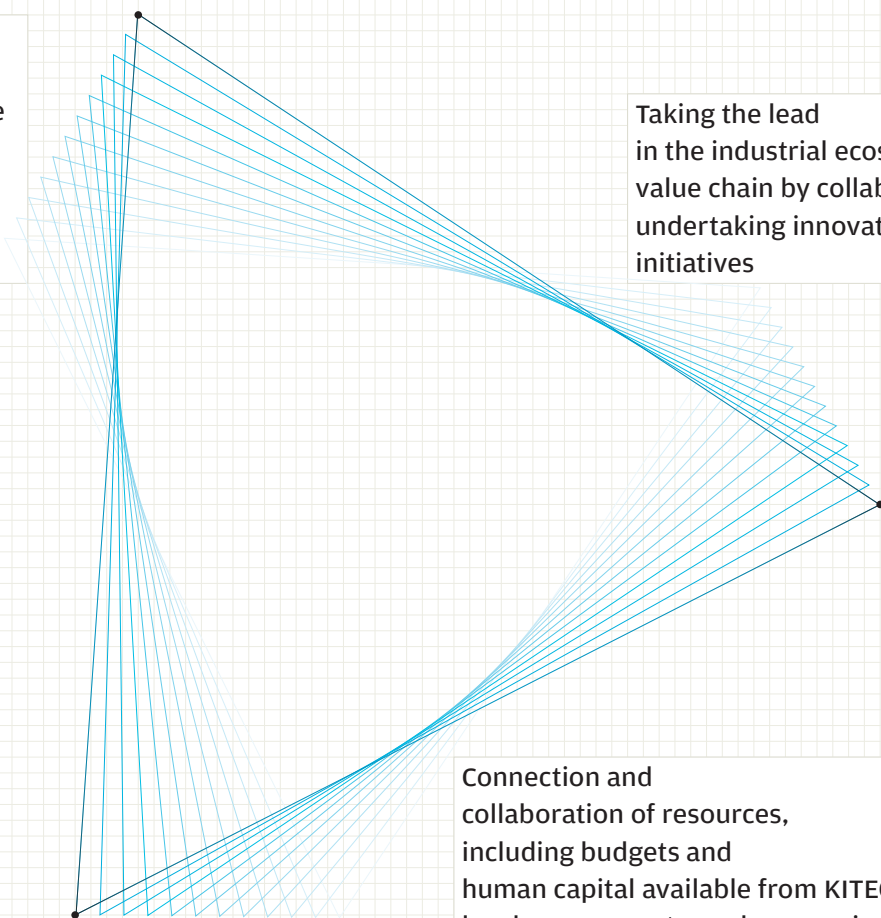 e
Taking the lead
in the industrial ecos
value chain by collab
undertaking innovat
initiatives
Connection and
collaboration of resources,
including budgets and
human capital available from KITE